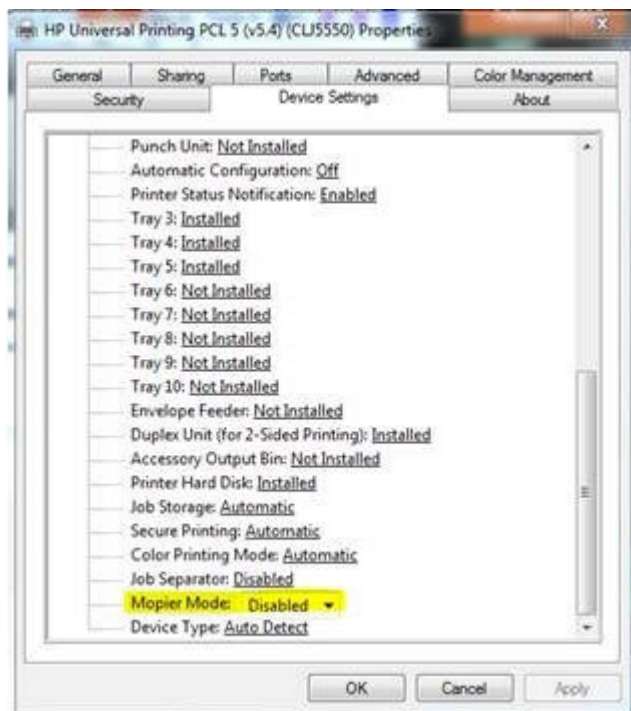 HP Universal Printing PCL 5 (v5.4) (CLJ5550) Properties
General Sharing Ports Advanced Color Management
Security Device Settings About
Punch Unit: Not Installed
Automatic Configuration: Off
Printer Status Notification: Enabled
Tray 3: Installed
Tray 4: Installed
Tray 5: Installed
Tray 6: Not Installed
Tray 7: Not Installed
Tray 8: Not Installed
Tray 9: Not Installed
Tray 10: Not Installed
Envelope Feeder: Not Installed
Duplex Unit (for 2-Sided Printing): Installed
Accessory Output Bin: Not Installed
Printer Hard Disk: Installed
Job Storage: Automatic
Secure Printing: Automatic
Color Printing Mode: Automatic
Job Separator: Disabled
Mopier Mode: Disabled
Device Type: Auto Detect
OK Cancel Apply